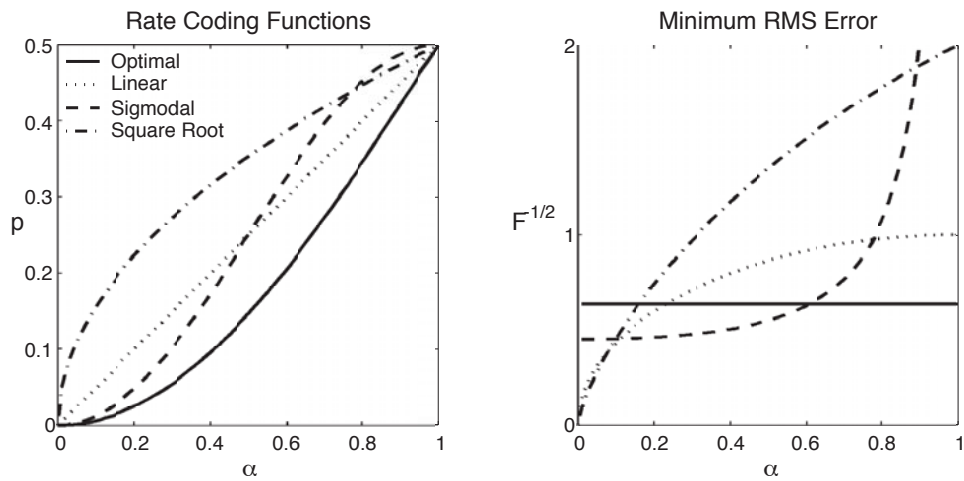 Rate Coding Functions
0.5
0.4
0.3
0.2
0.1
0
p
Optimal
Linear
Sigmodal
Square Root
0 0.2 0.4 0.6 0.8 1
α
Minimum RMS Error
2
1
0
F1/2
0 0.2 0.4 0.6 0.8 1
α